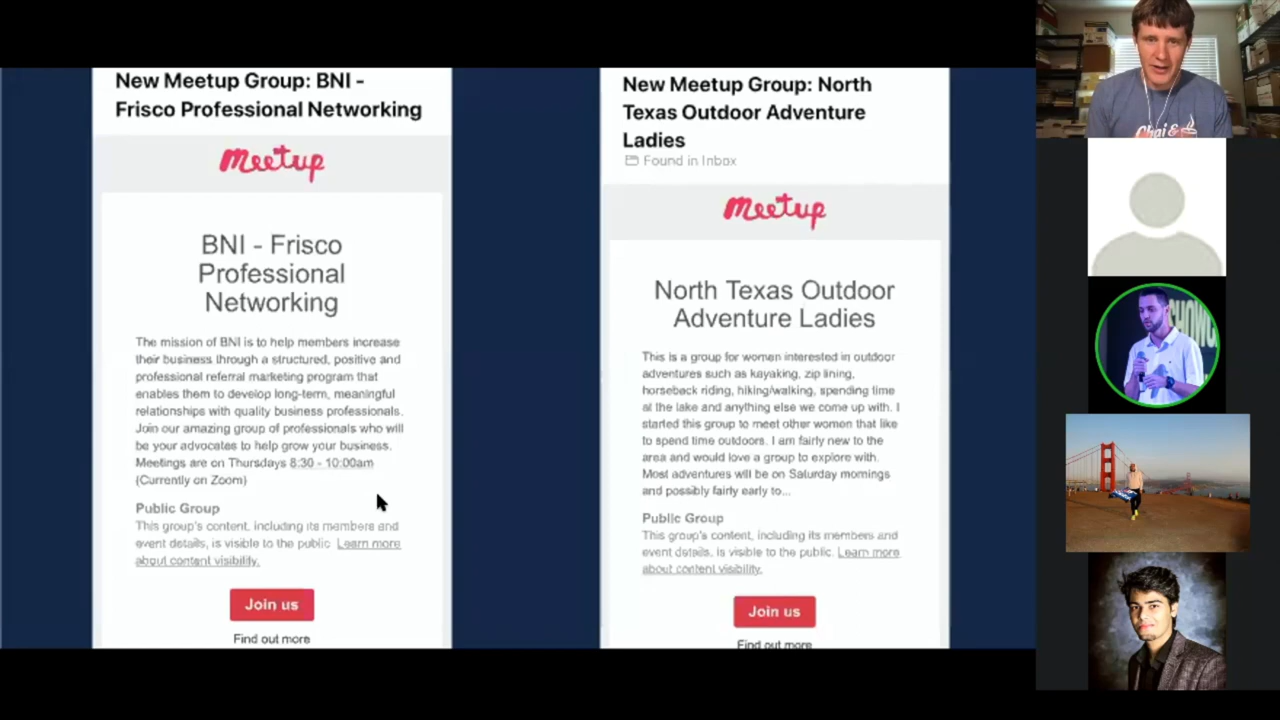 New Meetup Group: BNI -
Frisco Professional Networking
meetup
BNI - Frisco
Professional
Networking
The mission of BNI is to help members increase
their business through a structured, positive and
professional referral marketing program that
enables them to develop long-term, meaningful
relationships with quality business professionals.
Join our amazing group of professionals who will
be your advocates to help grow your business.
Meetings are on Thursdays 8:30 - 10:00am
(Currently on Zoom)
Public Group
This group's content, including its members and
event details, is visible to the public. Learn more
about content visibility.
Join us
Find out more
New Meetup Group: North
Texas Outdoor Adventure
Ladies
Found in Inbox
meetup
North Texas Outdoor
Adventure Ladies
This is a group for women interested in outdoor
adventures such as kayaking, zip lining,
horseback riding, hiking/walking, spending time
at the lake and anything else we come up with. I
started this group to meet other women that like
to spend time outdoors. I am fairly new to the
area and would love a group to explore with.
Most adventures will be on Saturday mornings
and possibly fairly early to...
Public Group
This group's content, including its members and
event details, is visible to the public. Learn more
about content visibility.
Join us
Find out more
Chai &